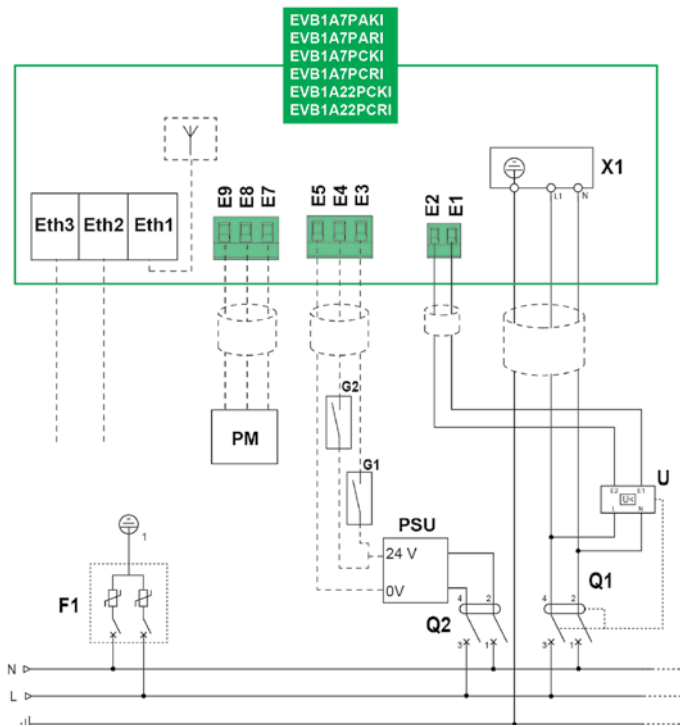 EVB1A7PAKI
EVB1A7PARI
EVB1A7PCKI
EVB1A7PCRI
EVB1A22PCKI
EVB1A22PCRI
X1
L1 N
Eth3 Eth2 Eth1
E9 E8 E7
E5 E4 E3
E2 E1
G2
PM
G1
U
E2 E1
U<
L N
PSU
24 V
0V
1
F1
Q2
4 2
3 1
Q1
4 2
3 1
N
L